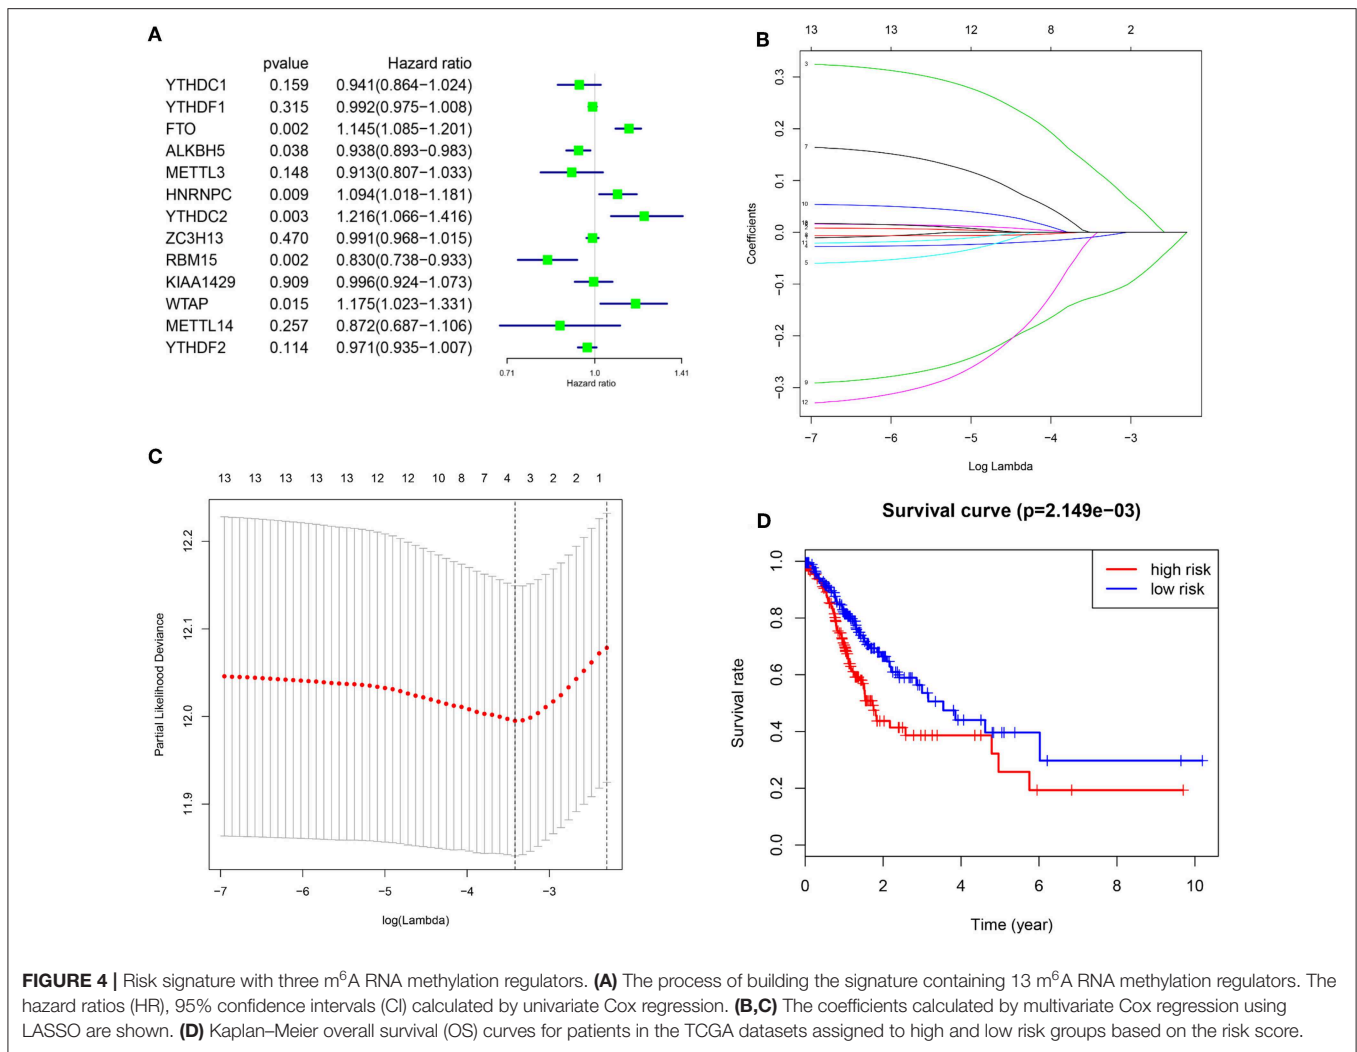 A
pvalue Hazard ratio
YTHDC1 0.159 0.941(0.864−1.024)
YTHDF1 0.315 0.992(0.975−1.008)
FTO 0.002 1.145(1.085−1.201)
ALKBH5 0.038 0.938(0.893−0.983)
METTL3 0.148 0.913(0.807−1.033)
HNRNPC 0.009 1.094(1.018−1.181)
YTHDC2 0.003 1.216(1.066−1.416)
ZC3H13 0.470 0.991(0.968−1.015)
RBM15 0.002 0.830(0.738−0.933)
KIAA1429 0.909 0.996(0.924−1.073)
WTAP 0.015 1.175(1.023−1.331)
METTL14 0.257 0.872(0.687−1.106)
YTHDF2 0.114 0.971(0.935−1.007)
0.71 1.0 1.41
Hazard ratio
B
13 13 12 8 2
0.3
0.2
0.1
0.0
−0.1
−0.2
−0.3
Coefficients
3
7
10
4
5
9
12
−7 −6 −5 −4 −3
Log Lambda
C
13 13 13 13 13 12 12 10 8 7 4 3 2 2 1
12.2
12.1
12.0
11.9
Partial Likelihood Deviance
−7 −6 −5 −4 −3
log(Lambda)
D
Survival curve (p=2.149e−03)
high risk
low risk
1.0
0.8
0.6
0.4
0.2
0.0
Survival rate
0 2 4 6 8 10
Time (year)
FIGURE 4 | Risk signature with three m⁶A RNA methylation regulators. (A) The process of building the signature containing 13 m⁶A RNA methylation regulators. The
hazard ratios (HR), 95% confidence intervals (CI) calculated by univariate Cox regression. (B,C) The coefficients calculated by multivariate Cox regression using
LASSO are shown. (D) Kaplan–Meier overall survival (OS) curves for patients in the TCGA datasets assigned to high and low risk groups based on the risk score.